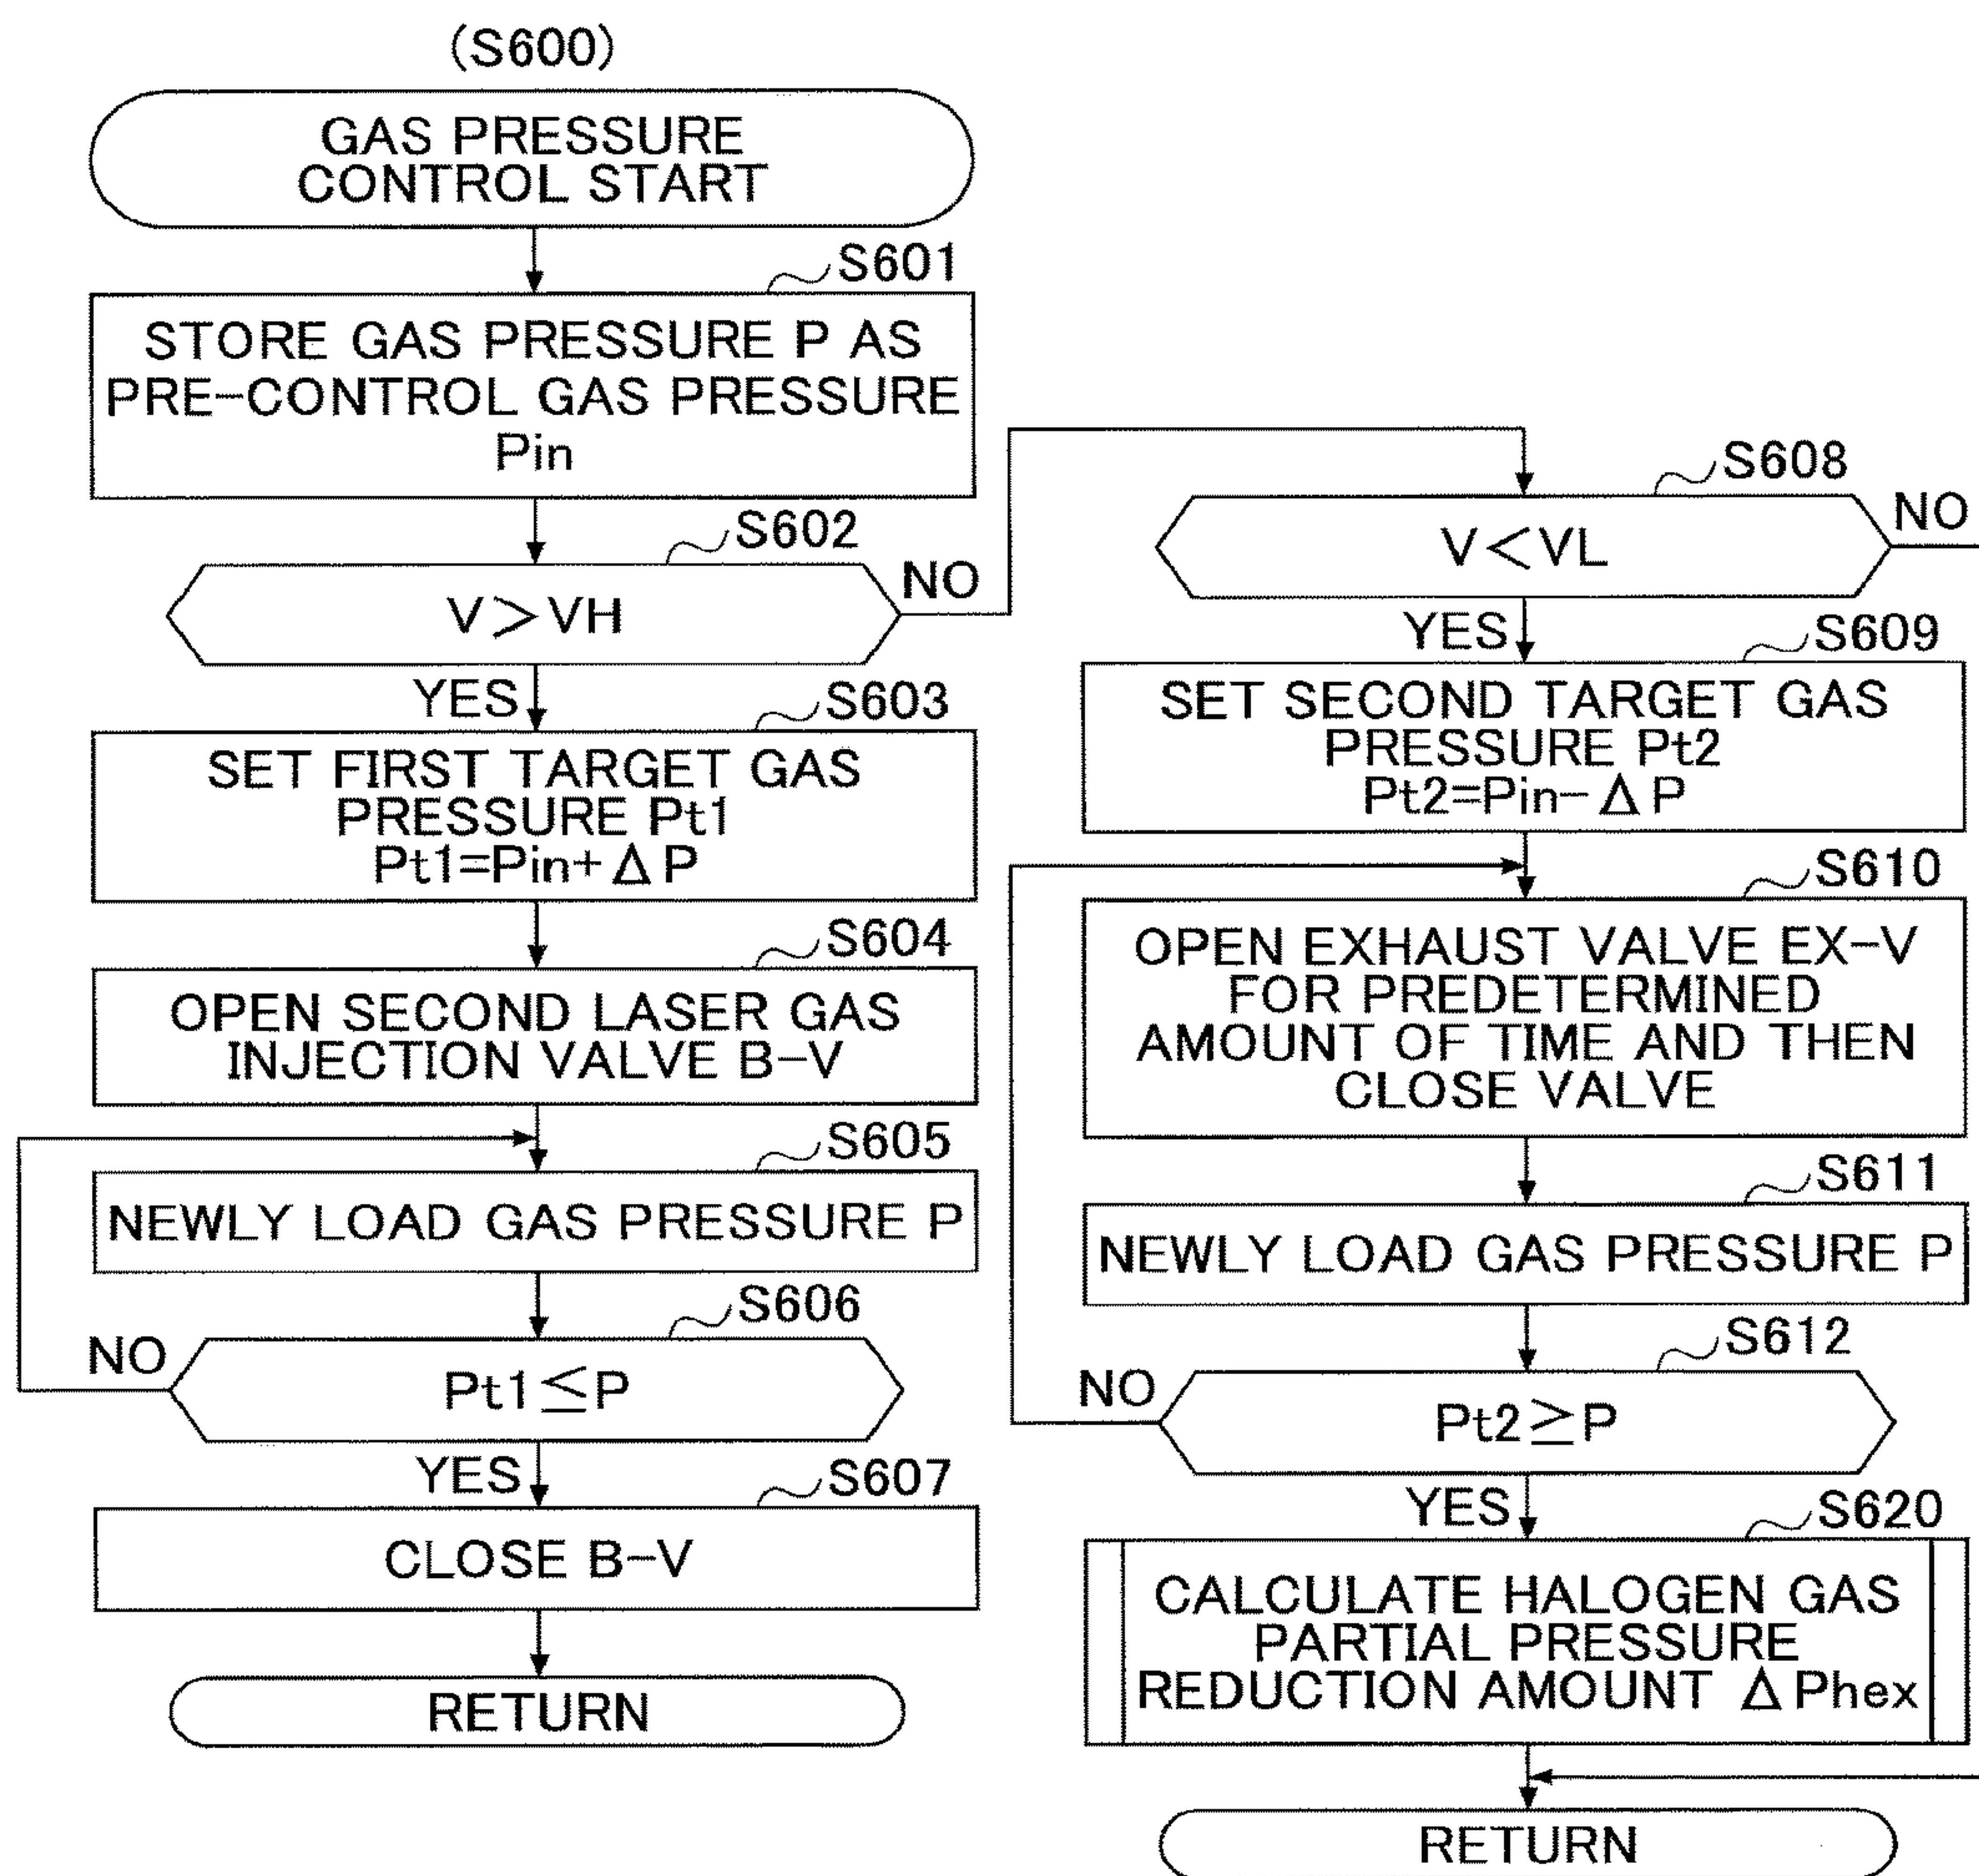 (S600)
GAS PRESSURE
CONTROL START
S601
STORE GAS PRESSURE P AS
PRE-CONTROL GAS PRESSURE
Pin
S602
V>VH
NO
YES
S603
SET FIRST TARGET GAS
PRESSURE Pt1
Pt1=Pin+ΔP
S604
OPEN SECOND LASER GAS
INJECTION VALVE B-V
S605
NEWLY LOAD GAS PRESSURE P
S606
NO
Pt1≦P
YES
S607
CLOSE B-V
RETURN
S608
V<VL
NO
YES
S609
SET SECOND TARGET GAS
PRESSURE Pt2
Pt2=Pin-ΔP
S610
OPEN EXHAUST VALVE EX-V
FOR PREDETERMINED
AMOUNT OF TIME AND THEN
CLOSE VALVE
S611
NEWLY LOAD GAS PRESSURE P
S612
NO
Pt2≧P
YES
S620
CALCULATE HALOGEN GAS
PARTIAL PRESSURE
REDUCTION AMOUNT ΔPhex
RETURN